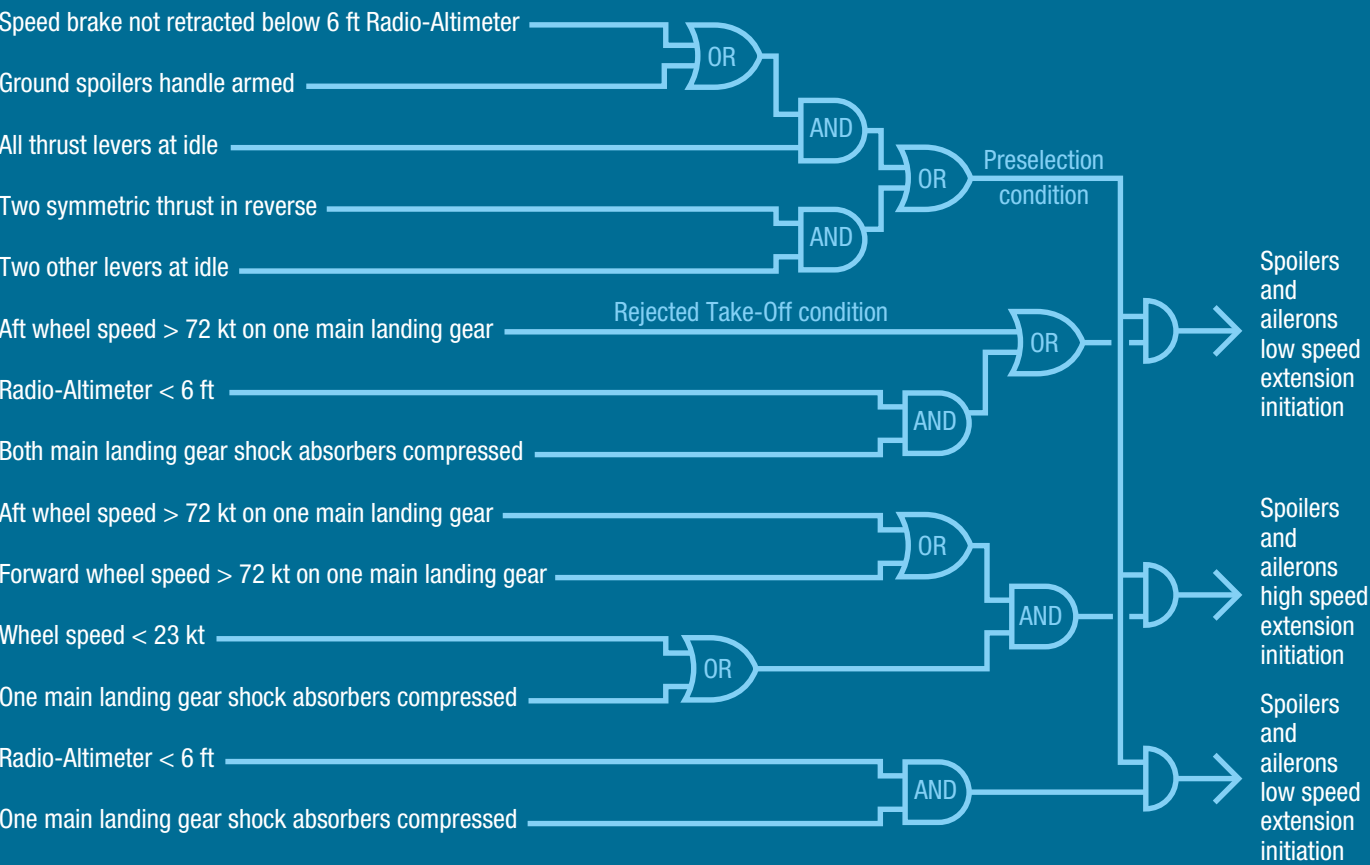 Speed brake not retracted below 6 ft Radio-Altimeter
OR
Ground spoilers handle armed
AND
All thrust levers at idle
Preselection
condition
OR
Two symmetric thrust in reverse
AND
Two other levers at idle
Rejected Take-Off condition
Aft wheel speed > 72 kt on one main landing gear
OR
Spoilers
and
ailerons
low speed
extension
initiation
Radio-Altimeter < 6 ft
AND
Both main landing gear shock absorbers compressed
Aft wheel speed > 72 kt on one main landing gear
OR
Forward wheel speed > 72 kt on one main landing gear
AND
Spoilers
and
ailerons
high speed
extension
initiation
Wheel speed < 23 kt
OR
One main landing gear shock absorbers compressed
Radio-Altimeter < 6 ft
AND
One main landing gear shock absorbers compressed
Spoilers
and
ailerons
low speed
extension
initiation